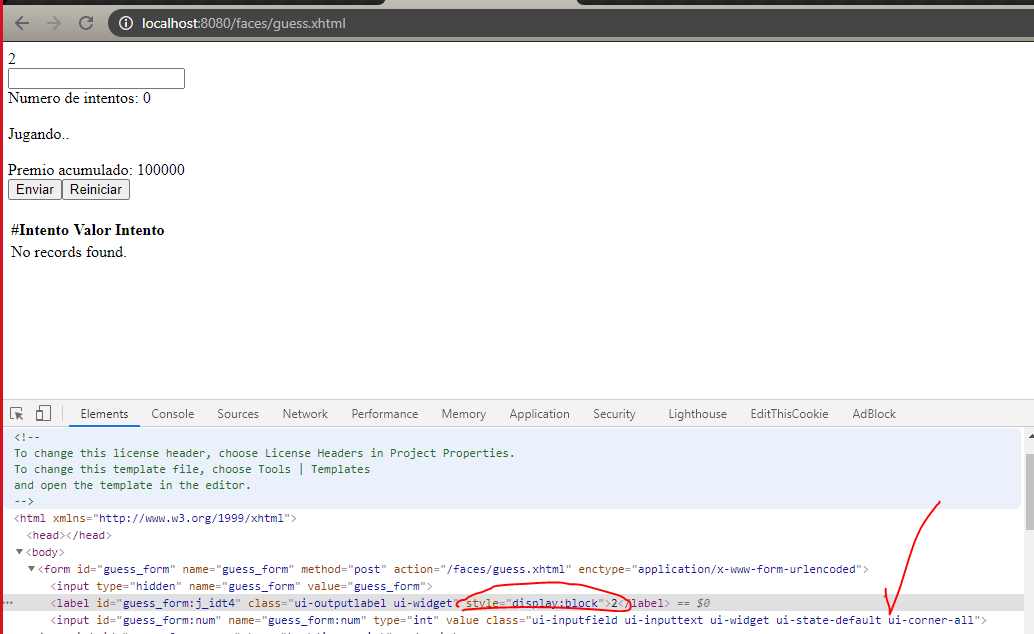 localhost:8080/faces/guess.xhtml
2
Numero de intentos: 0
Jugando..
Premio acumulado: 100000
Enviar Reiniciar
#Intento Valor Intento
No records found.
Elements Console Sources Network Performance Memory Application Security Lighthouse EditThisCookie AdBlock
<!--
To change this license header, choose License Headers in Project Properties.
To change this template file, choose Tools | Templates
and open the template in the editor.
-->
<html xmlns="http://www.w3.org/1999/xhtml">
<head></head>
<body>
<form id="guess_form" name="guess_form" method="post" action="/faces/guess.xhtml" enctype="application/x-www-form-urlencoded">
<input type="hidden" name="guess_form" value="guess_form">
<label id="guess_form:j_idt4" class="ui-outputlabel ui-widget" style="display:block">2</label> == $0
<input id="guess_form:num" name="guess_form:num" type="int" value class="ui-inputfield ui-inputtext ui-widget ui-state-default ui-corner-all">